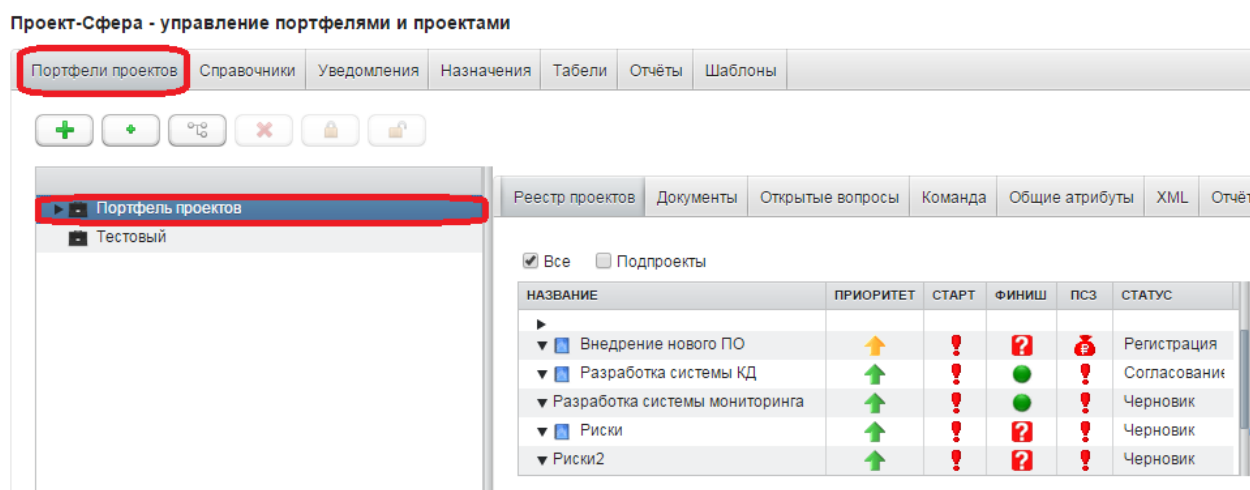 Проект-Сфера - управление портфелями и проектами
Портфели проектов Справочники Уведомления Назначения Табели Отчёты Шаблоны
Портфель проектов
Тестовый
Реестр проектов Документы Открытые вопросы Команда Общие атрибуты XML Отчёт
Все Подпроекты
НАЗВАНИЕ ПРИОРИТЕТ СТАРТ ФИНИШ ПСЗ СТАТУС
Внедрение нового ПО Регистрация
Разработка системы КД Согласование
Разработка системы мониторинга Черновик
Риски Черновик
Риски2 Черновик